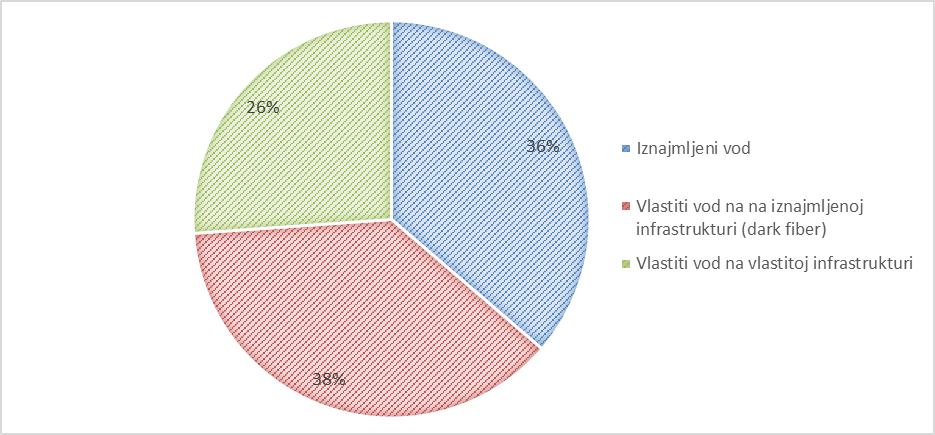 26%
36%
38%
Iznajmljeni vod
Vlastiti vod na na iznajmljenoj
infrastrukturi (dark fiber)
Vlastiti vod na vlastitoj infrastrukturi